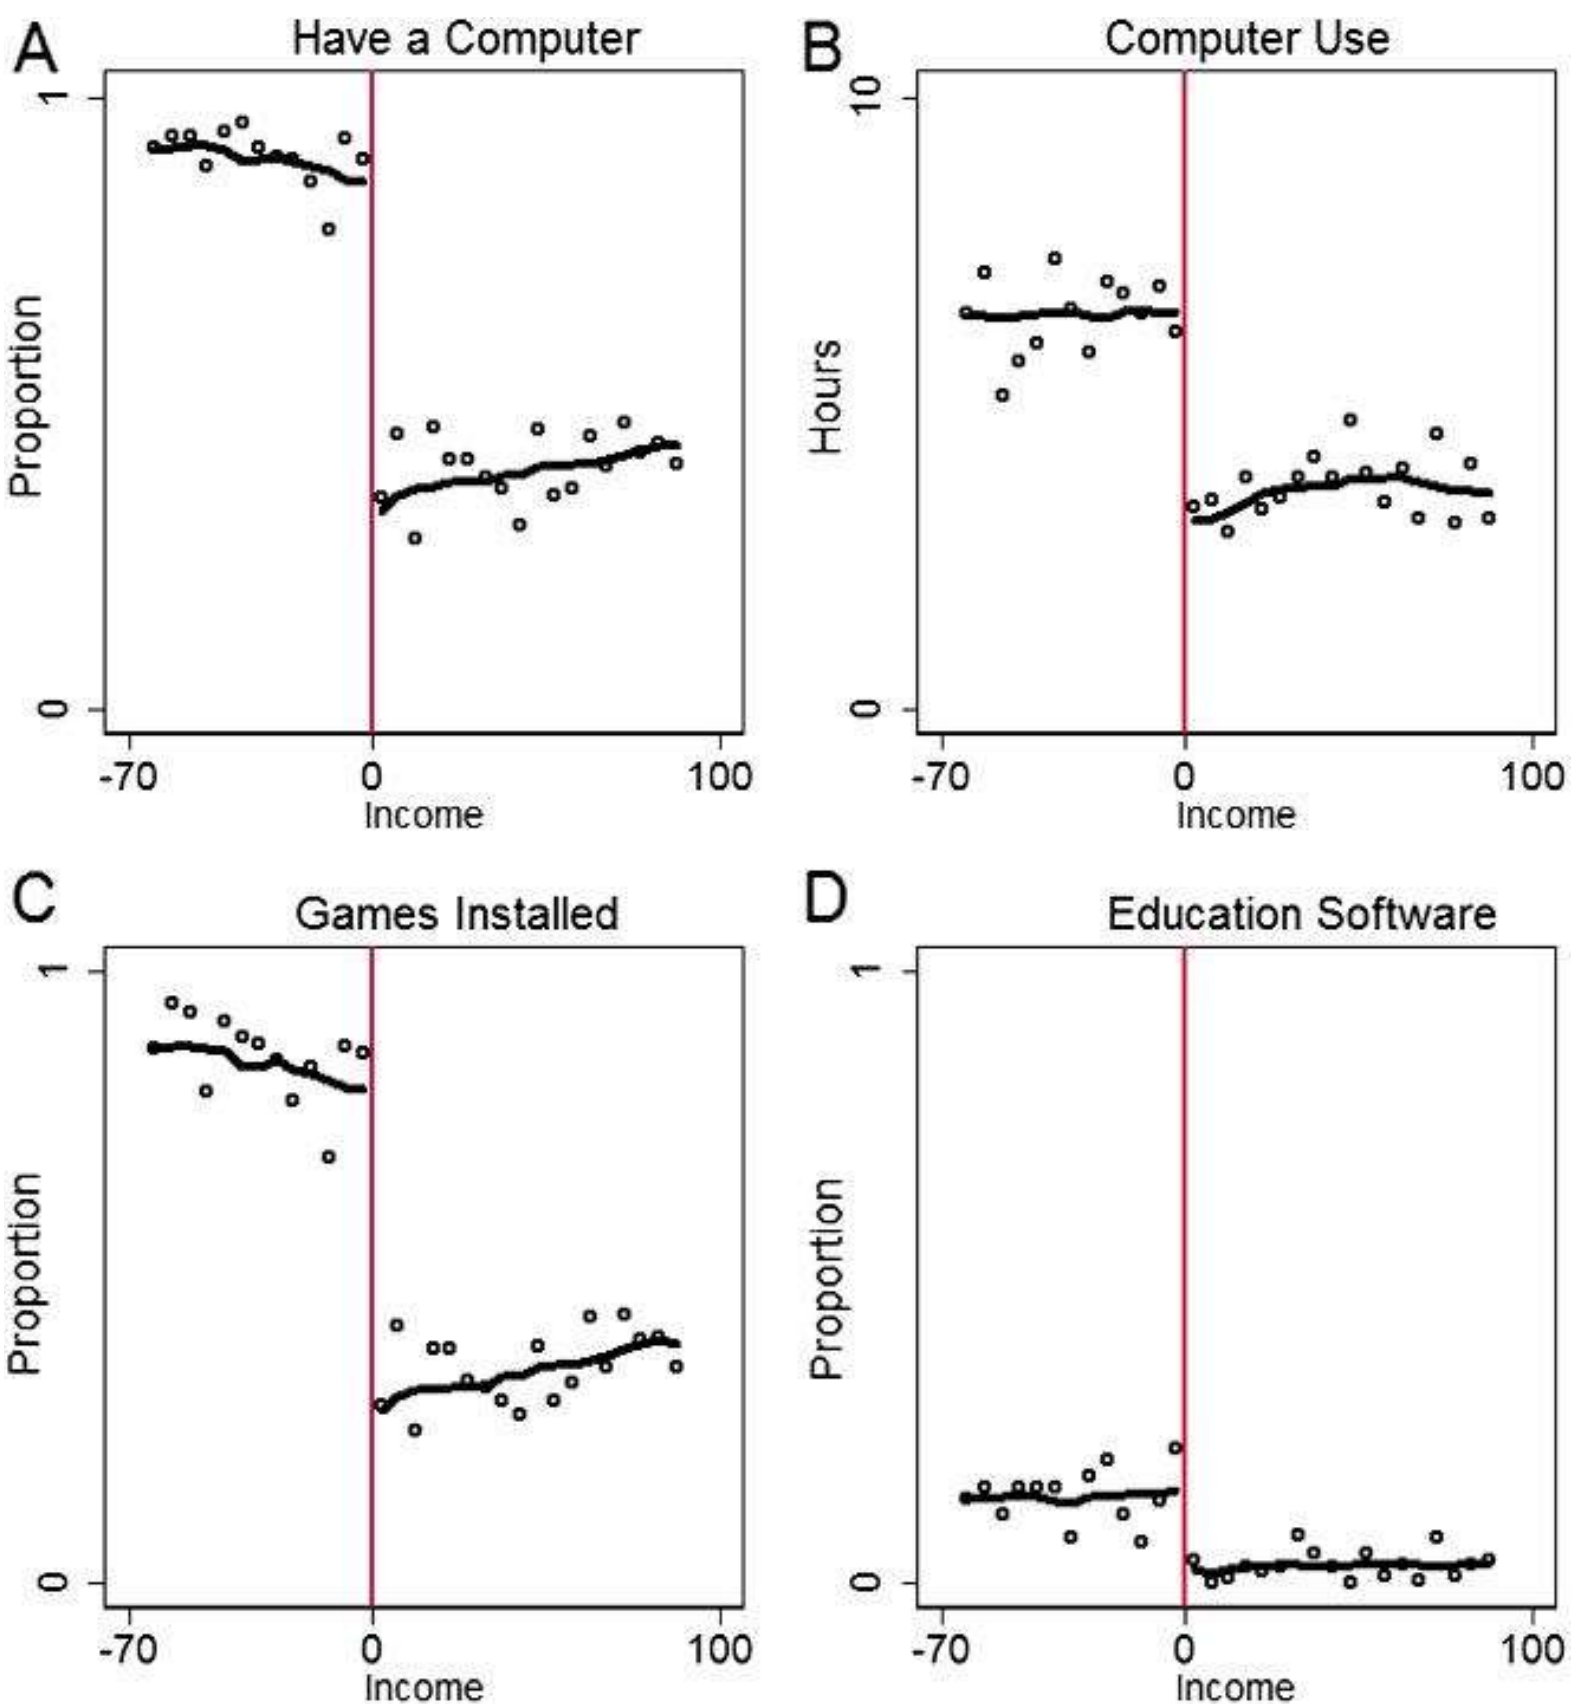 A
Have a Computer
Proportion
1
0
-70
0
100
Income
B
Computer Use
Hours
10
0
-70
0
100
Income
C
Games Installed
Proportion
1
0
-70
0
100
Income
D
Education Software
Proportion
1
0
-70
0
100
Income